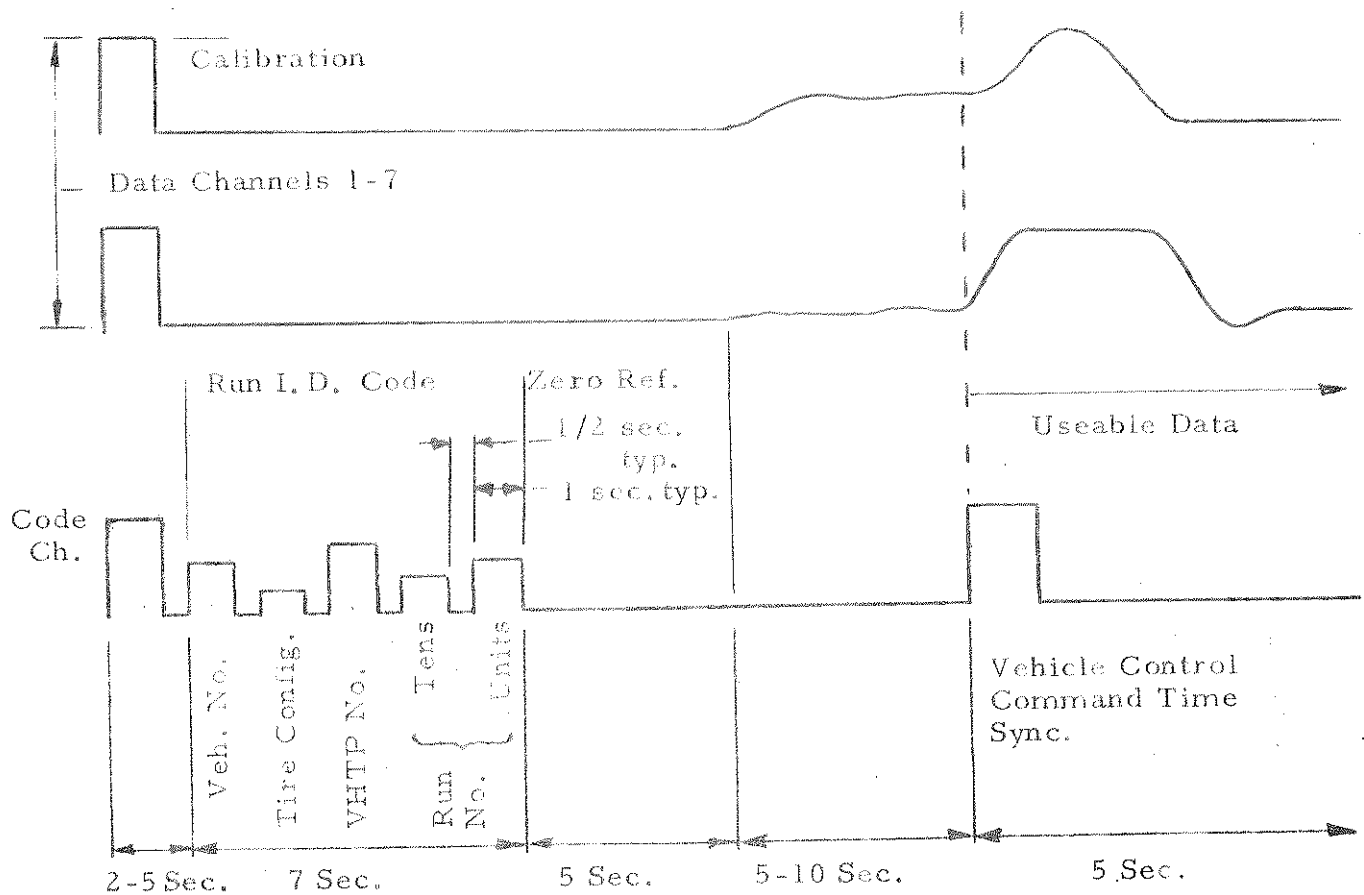 Calibration
Data Channels 1-7
Run I. D. Code
Zero Ref.
1/2 sec.
typ.
1 sec. typ.
Useable Data
Code
Ch.
Veh. No.
Tire Config.
VHTP No.
Tens
Units
Run
No.
Vehicle Control
Command Time
Sync.
2-5 Sec.
7 Sec.
5 Sec.
5-10 Sec.
5 Sec.